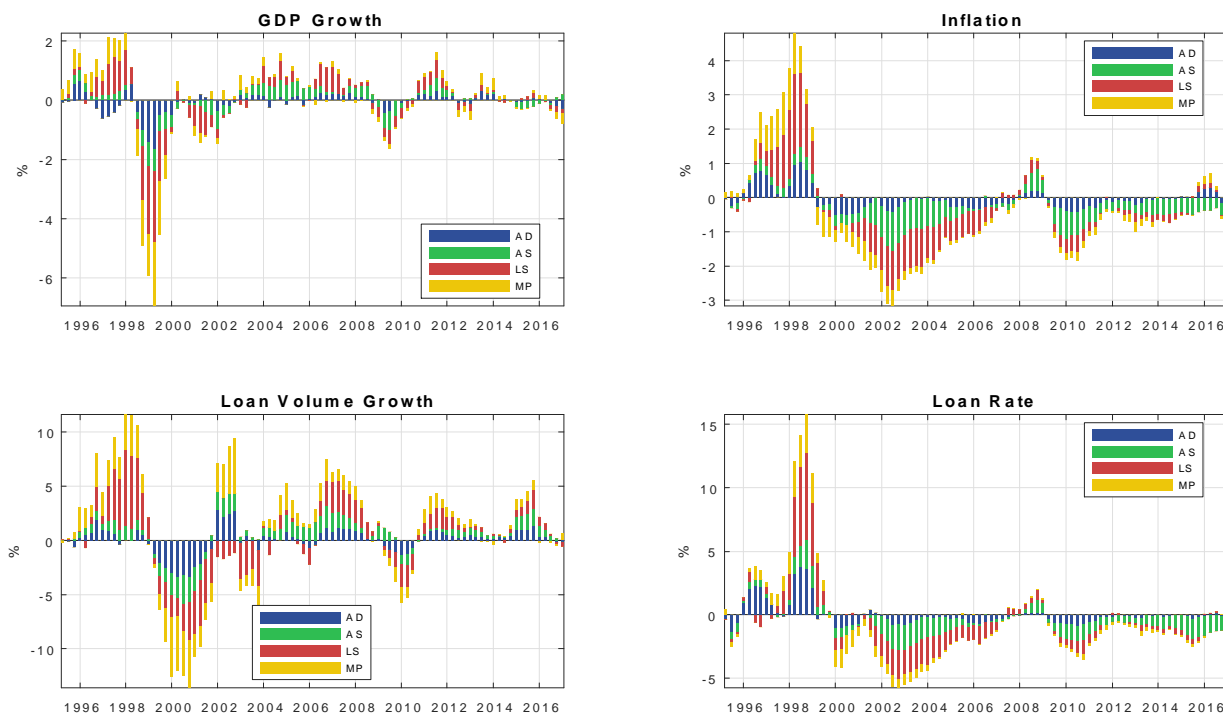 GDP Growth
2
0
-2
-4
-6
%
AD
AS
LS
MP
1996 1998 2000 2002 2004 2006 2008 2010 2012 2014 2016
Inflation
4
3
2
1
0
-1
-2
-3
%
AD
AS
LS
MP
1996 1998 2000 2002 2004 2006 2008 2010 2012 2014 2016
Loan Volume Growth
10
5
0
-5
-10
%
AD
AS
LS
MP
1996 1998 2000 2002 2004 2006 2008 2010 2012 2014 2016
Loan Rate
15
10
5
0
-5
%
AD
AS
LS
MP
1996 1998 2000 2002 2004 2006 2008 2010 2012 2014 2016